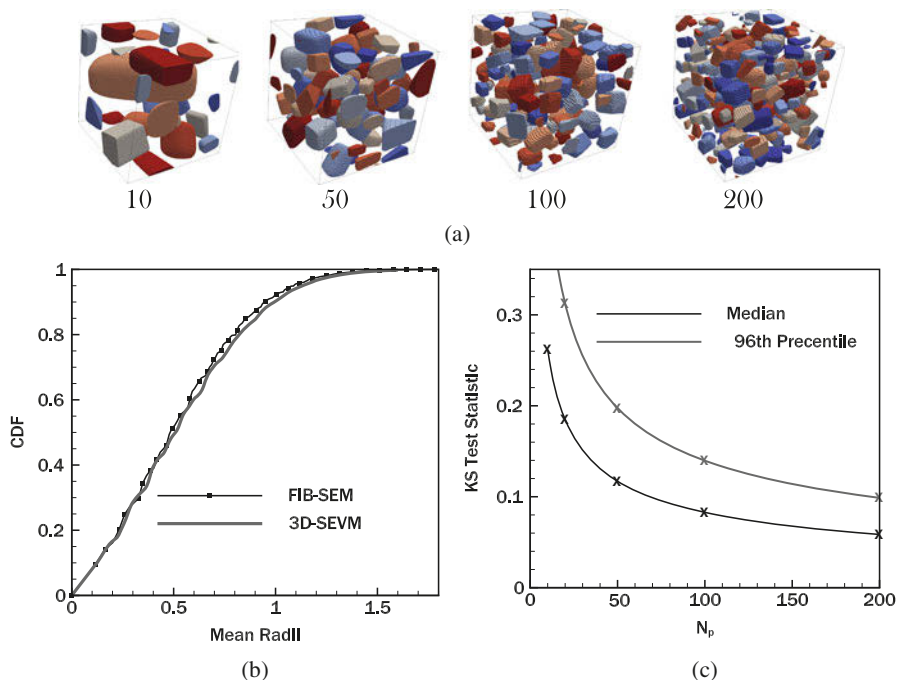 10 50 100 200
(a)
1
0.8
0.6
0.4
0.2
0
CDF
FIB-SEM
3D-SEVM
0 0.5 1 1.5
Mean RadII
(b)
0.3
0.2
0.1
0
KS Test Statistic
Median
96th Precentile
0 50 100 150 200
Np
(c)